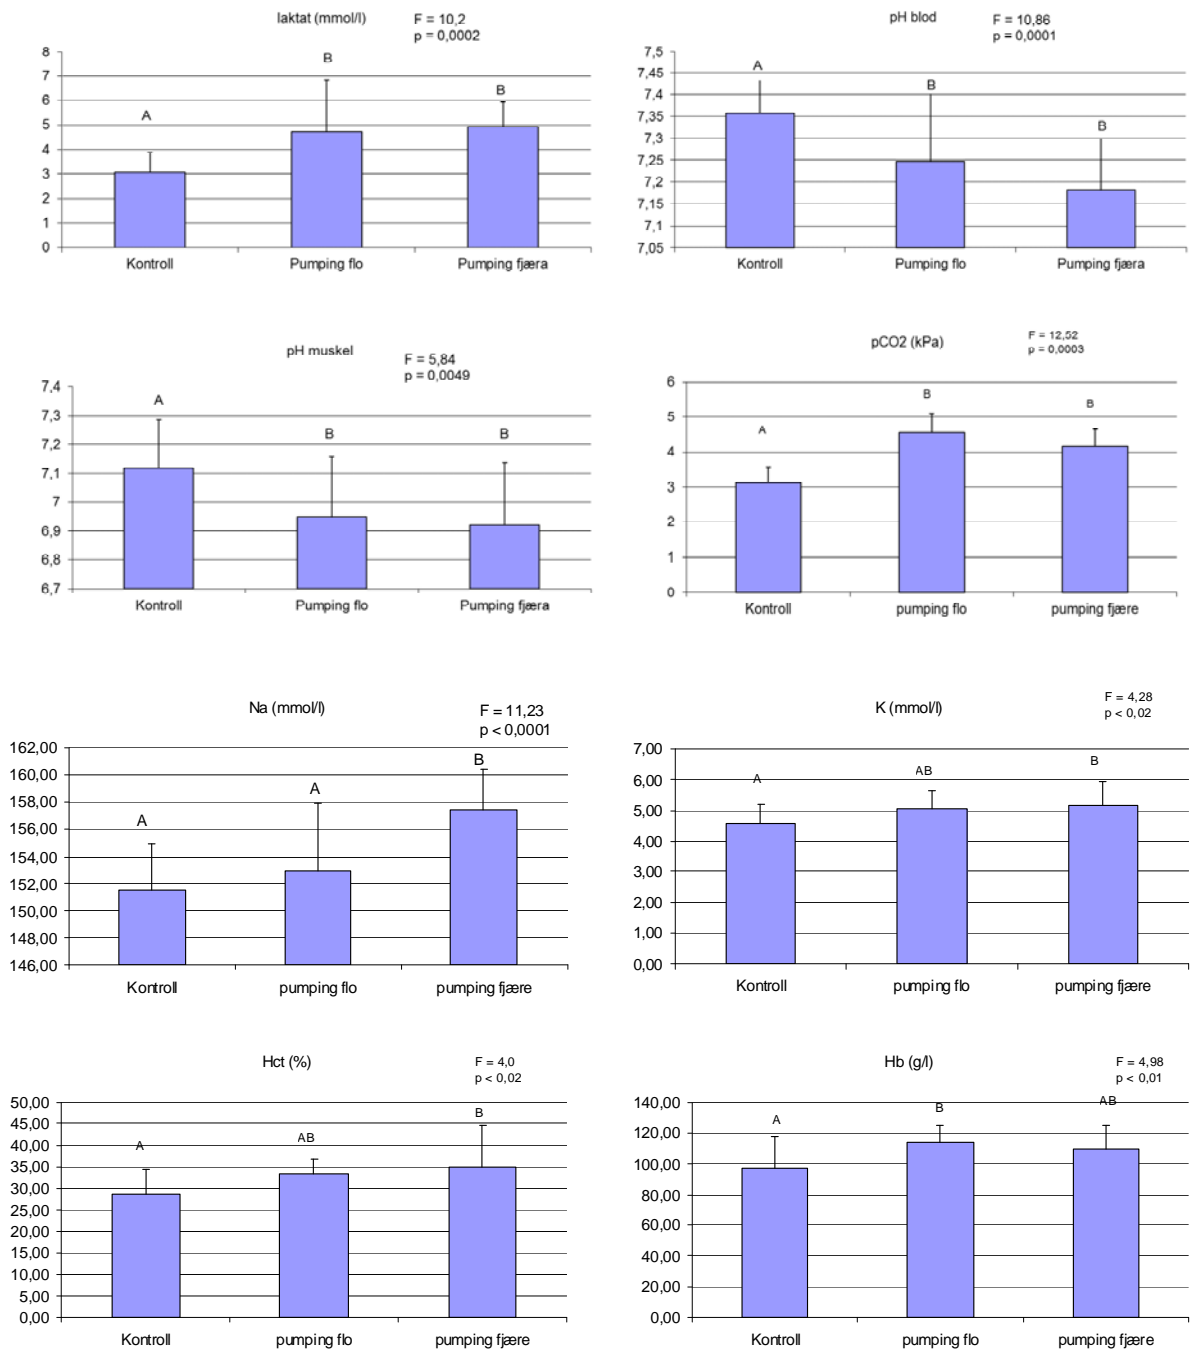 laktat (mmol/l)
F = 10,2
p = 0,0002
8
7
6
5
4
3
2
1
0
A
B
B
Kontroll
Pumping flo
Pumping fjæra
pH blod
F = 10,86
p = 0,0001
7,5
7,45
7,4
7,35
7,3
7,25
7,2
7,15
7,1
7,05
A
B
B
Kontroll
Pumping flo
Pumping fjæra
pH muskel
F = 5,84
p = 0,0049
7,4
7,3
7,2
7,1
7
6,9
6,8
6,7
A
B
B
Kontroll
Pumping flo
Pumping fjæra
pCO2 (kPa)
F = 12,52
p = 0,0003
6
5
4
3
2
1
0
A
B
B
Kontroll
pumping flo
pumping fjære
Na (mmol/l)
F = 11,23
p < 0,0001
162,00
160,00
158,00
156,00
154,00
152,00
150,00
148,00
146,00
A
A
B
Kontroll
pumping flo
pumping fjære
K (mmol/l)
F = 4,28
p < 0,02
7,00
6,00
5,00
4,00
3,00
2,00
1,00
0,00
A
AB
B
Kontroll
pumping flo
pumping fjære
Hct (%)
F = 4,0
p < 0,02
50,00
45,00
40,00
35,00
30,00
25,00
20,00
15,00
10,00
5,00
0,00
A
AB
B
Kontroll
pumping flo
pumping fjære
Hb (g/l)
F = 4,98
p < 0,01
140,00
120,00
100,00
80,00
60,00
40,00
20,00
0,00
A
B
AB
Kontroll
pumping flo
pumping fjære